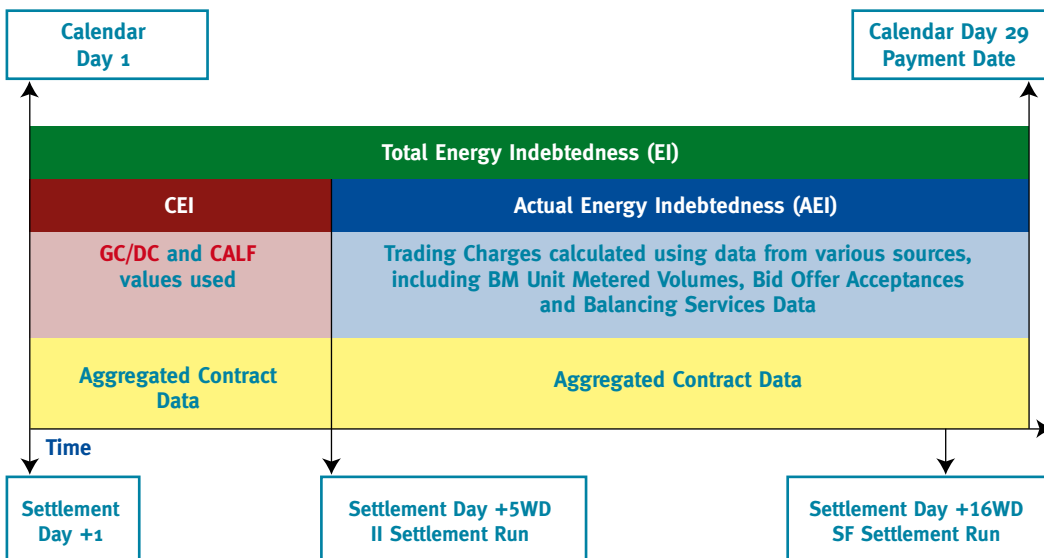 Calendar
Day 1
Calendar Day 29
Payment Date
Total Energy Indebtedness (EI)
CEI
Actual Energy Indebtedness (AEI)
GC/DC and CALF
values used
Trading Charges calculated using data from various sources,
including BM Unit Metered Volumes, Bid Offer Acceptances
and Balancing Services Data
Aggregated Contract
Data
Aggregated Contract Data
Time
Settlement
Day +1
Settlement Day +5WD
II Settlement Run
Settlement Day +16WD
SF Settlement Run